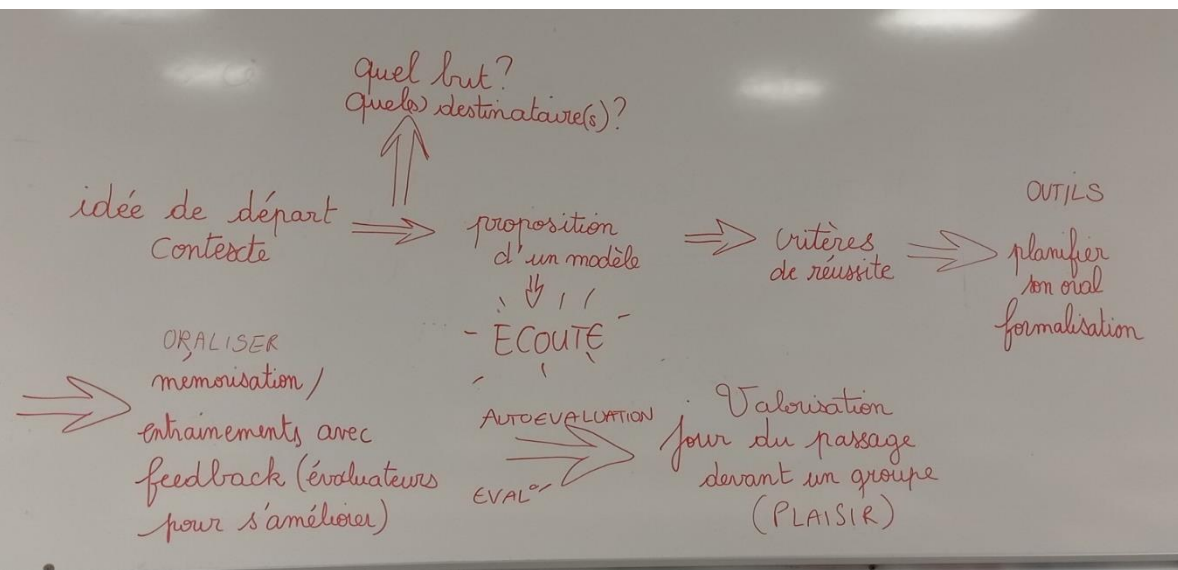 quel but?
quel(s) destinataire(s)?
idée de départ
Contexte
proposition
d'un modèle
ECOUTE
critères
de réussite
OUTILS
planifier
son oral
formalisation
ORALISER
mémorisation /
entrainements avec
feedback (évaluateurs
pour s'améliorer)
AUTOEVALUATION
EVAL°
Valorisation
Jour du passage
devant un groupe
(PLAISIR)